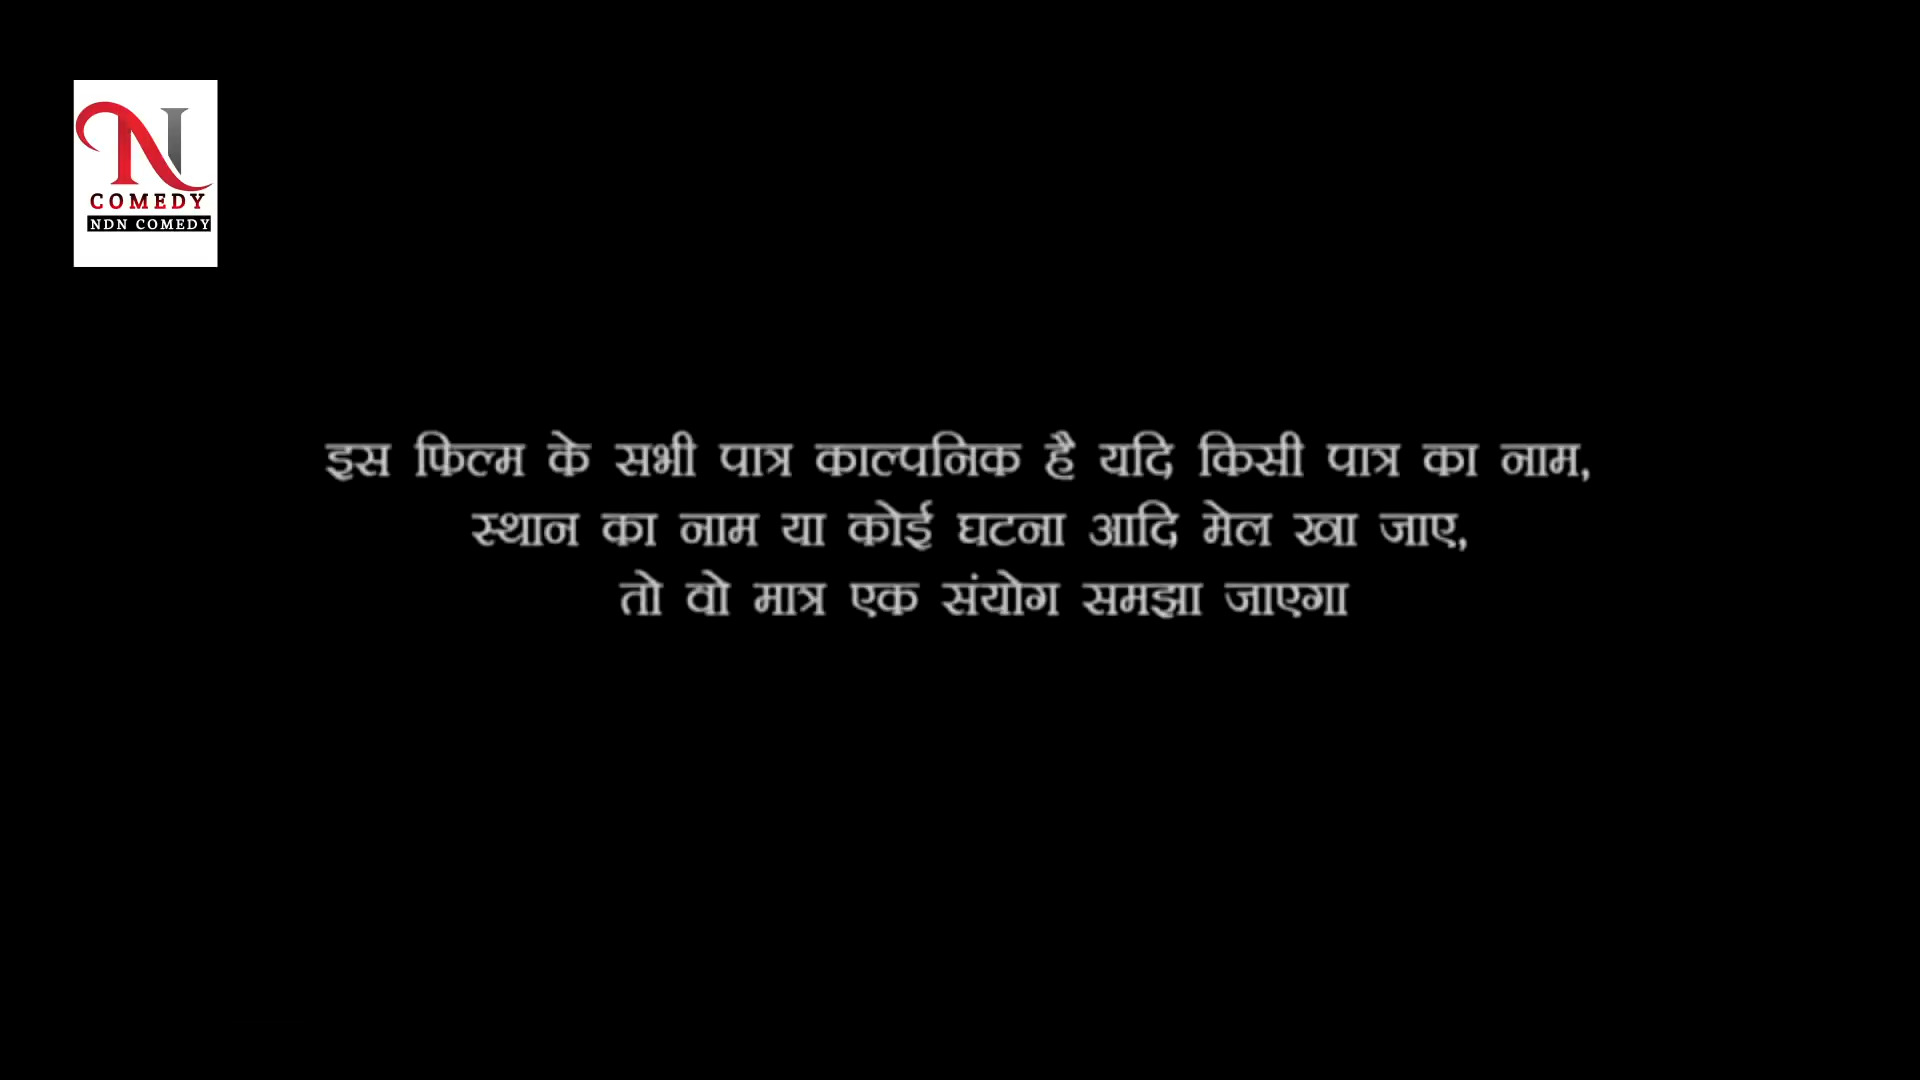 COMEDY
NDN COMEDY
इस फिल्म के सभी पात्र काल्पनिक है यदि किसी पात्र का नाम,
स्थान का नाम या कोई घटना आदि मेल खा जाए,
तो वो मात्र एक संयोग समझा जाएगा